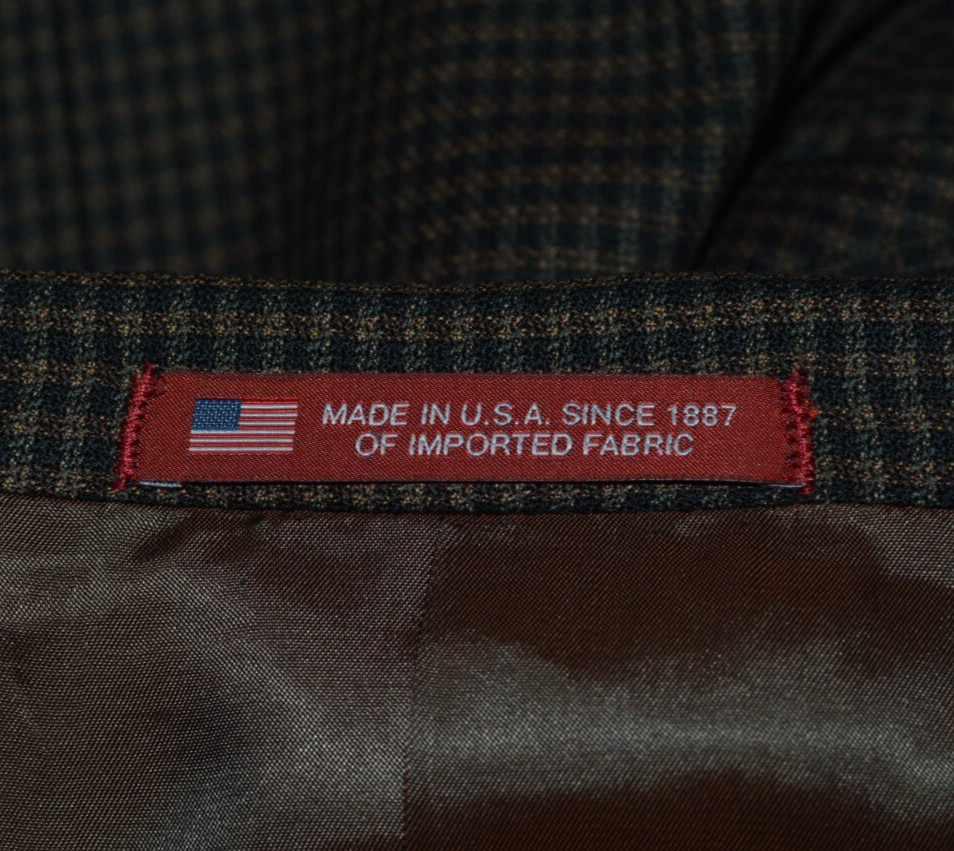 MADE IN U.S.A. SINCE 1887
OF IMPORTED FABRIC